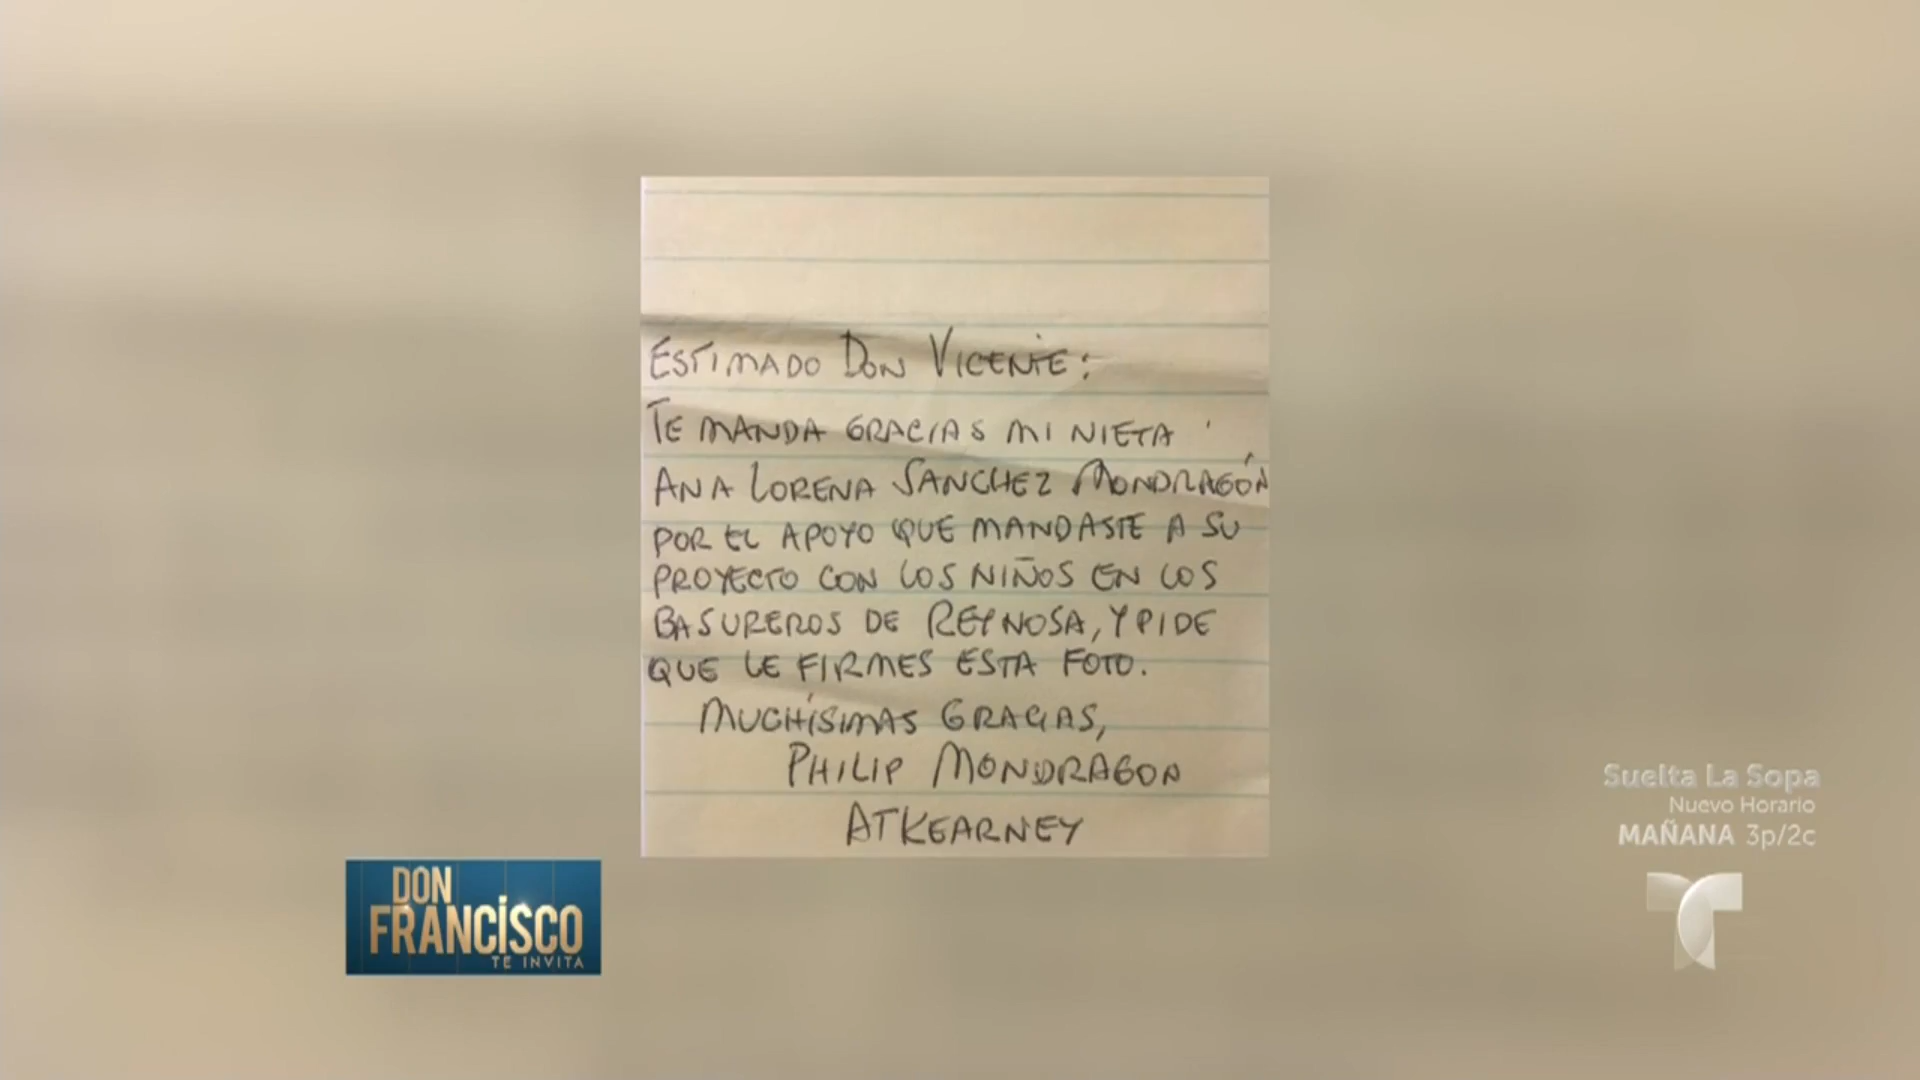 ESTIMADO DON VICENTE:
TE MANDA GRACIAS MI NIETA
ANA LORENA SANCHEZ MONDRAGÓN
POR EL APOYO QUE MANDASTE A SU
PROYECTO CON LOS NIÑOS EN LOS
BASUREROS DE REYNOSA, Y PIDE
QUE LE FIRMES ESTA FOTO.
MUCHÍSIMAS GRACIAS,
PHILIP MONDRAGON
ATKEARNEY
DON
FRANCISCO
TE INVITA
Suelta La Sopa
Nuevo Horario
MAÑANA 3p/2c